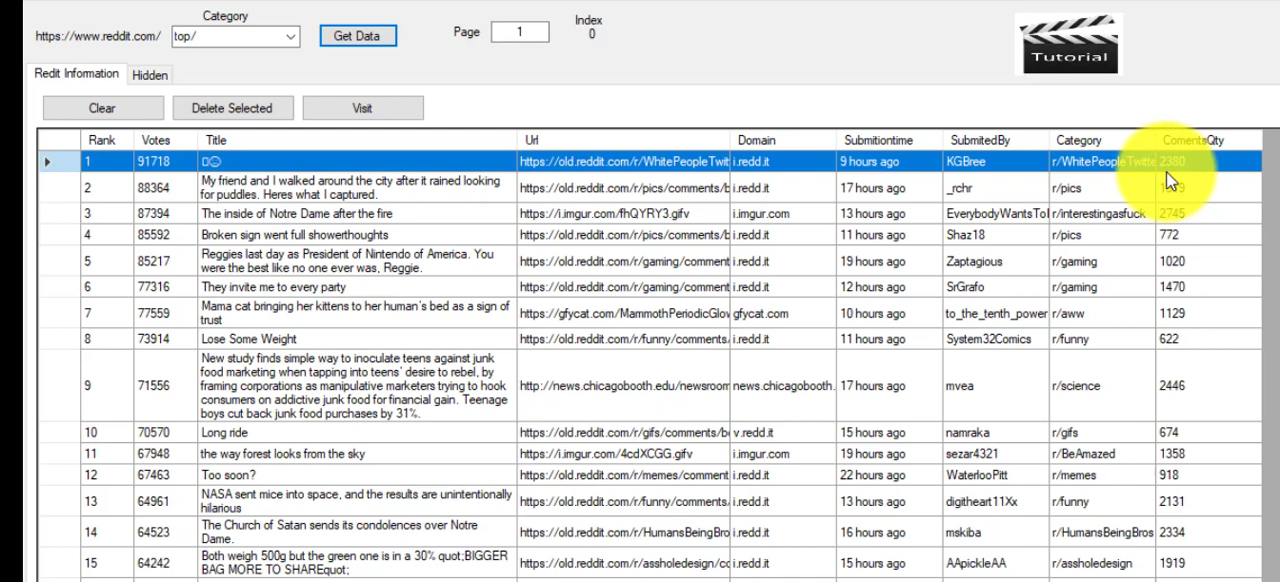 Category
Index
https://www.reddit.com/ top/ Get Data Page 1 0
Tutorial
Redit Information Hidden
Clear Delete Selected Visit
Rank Votes Title Url Domain Submitiontime SubmitedBy Category ComentsQty
1 91718 https://old.reddit.com/r/WhitePeopleTwit i.redd.it 9 hours ago KGBree r/WhitePeopleTwitte 2380
2 88364 My friend and I walked around the city after it rained looking https://old.reddit.com/r/pics/comments/b i.redd.it 17 hours ago _rchr r/pics
for puddles. Heres what I captured.
3 87394 The inside of Notre Dame after the fire https://i.imgur.com/fhQYRY3.gifv i.imgur.com 13 hours ago EverybodyWantsTol r/interestingasfuck 2745
4 85592 Broken sign went full showerthoughts https://old.reddit.com/r/pics/comments/b i.redd.it 11 hours ago Shaz18 r/pics 772
5 85217 Reggies last day as President of Nintendo of America. You https://old.reddit.com/r/gaming/comment i.redd.it 19 hours ago Zaptagious r/gaming 1020
were the best like no one ever was, Reggie.
6 77316 They invite me to every party https://old.reddit.com/r/gaming/comment i.redd.it 12 hours ago SrGrafo r/gaming 1470
7 77559 Mama cat bringing her kittens to her human's bed as a sign of https://gfycat.com/MammothPeriodicGlow gfycat.com 10 hours ago to_the_tenth_power r/aww 1129
trust
8 73914 Lose Some Weight https://old.reddit.com/r/funny/comments/ i.redd.it 11 hours ago System32Comics r/funny 622
New study finds simple way to inoculate teens against junk
food marketing when tapping into teens' desire to rebel, by
9 71556 framing corporations as manipulative marketers trying to hook http://news.chicagobooth.edu/newsroom news.chicagobooth. 17 hours ago mvea r/science 2446
consumers on addictive junk food for financial gain. Teenage
boys cut back junk food purchases by 31%.
10 70570 Long ride https://old.reddit.com/r/gifs/comments/b v.redd.it 15 hours ago namraka r/gifs 674
11 67948 the way forest looks from the sky https://i.imgur.com/4cdXCGG.gifv i.imgur.com 19 hours ago sezar4321 r/BeAmazed 1358
12 67463 Too soon? https://old.reddit.com/r/memes/comment i.redd.it 22 hours ago WaterlooPitt r/memes 918
13 64961 NASA sent mice into space, and the results are unintentionally https://old.reddit.com/r/funny/comments/ i.redd.it 13 hours ago digitheart11Xx r/funny 2131
hilarious
14 64523 The Church of Satan sends its condolences over Notre https://old.reddit.com/r/HumansBeingBro i.redd.it 16 hours ago mskiba r/HumansBeingBros 2334
Dame.
15 64242 Both weigh 500g but the green one is in a 30% quot;BIGGER https://old.reddit.com/r/assholedesign/co i.redd.it 15 hours ago AApickleAA r/assholedesign 1919
BAG MORE TO SHAREquot;